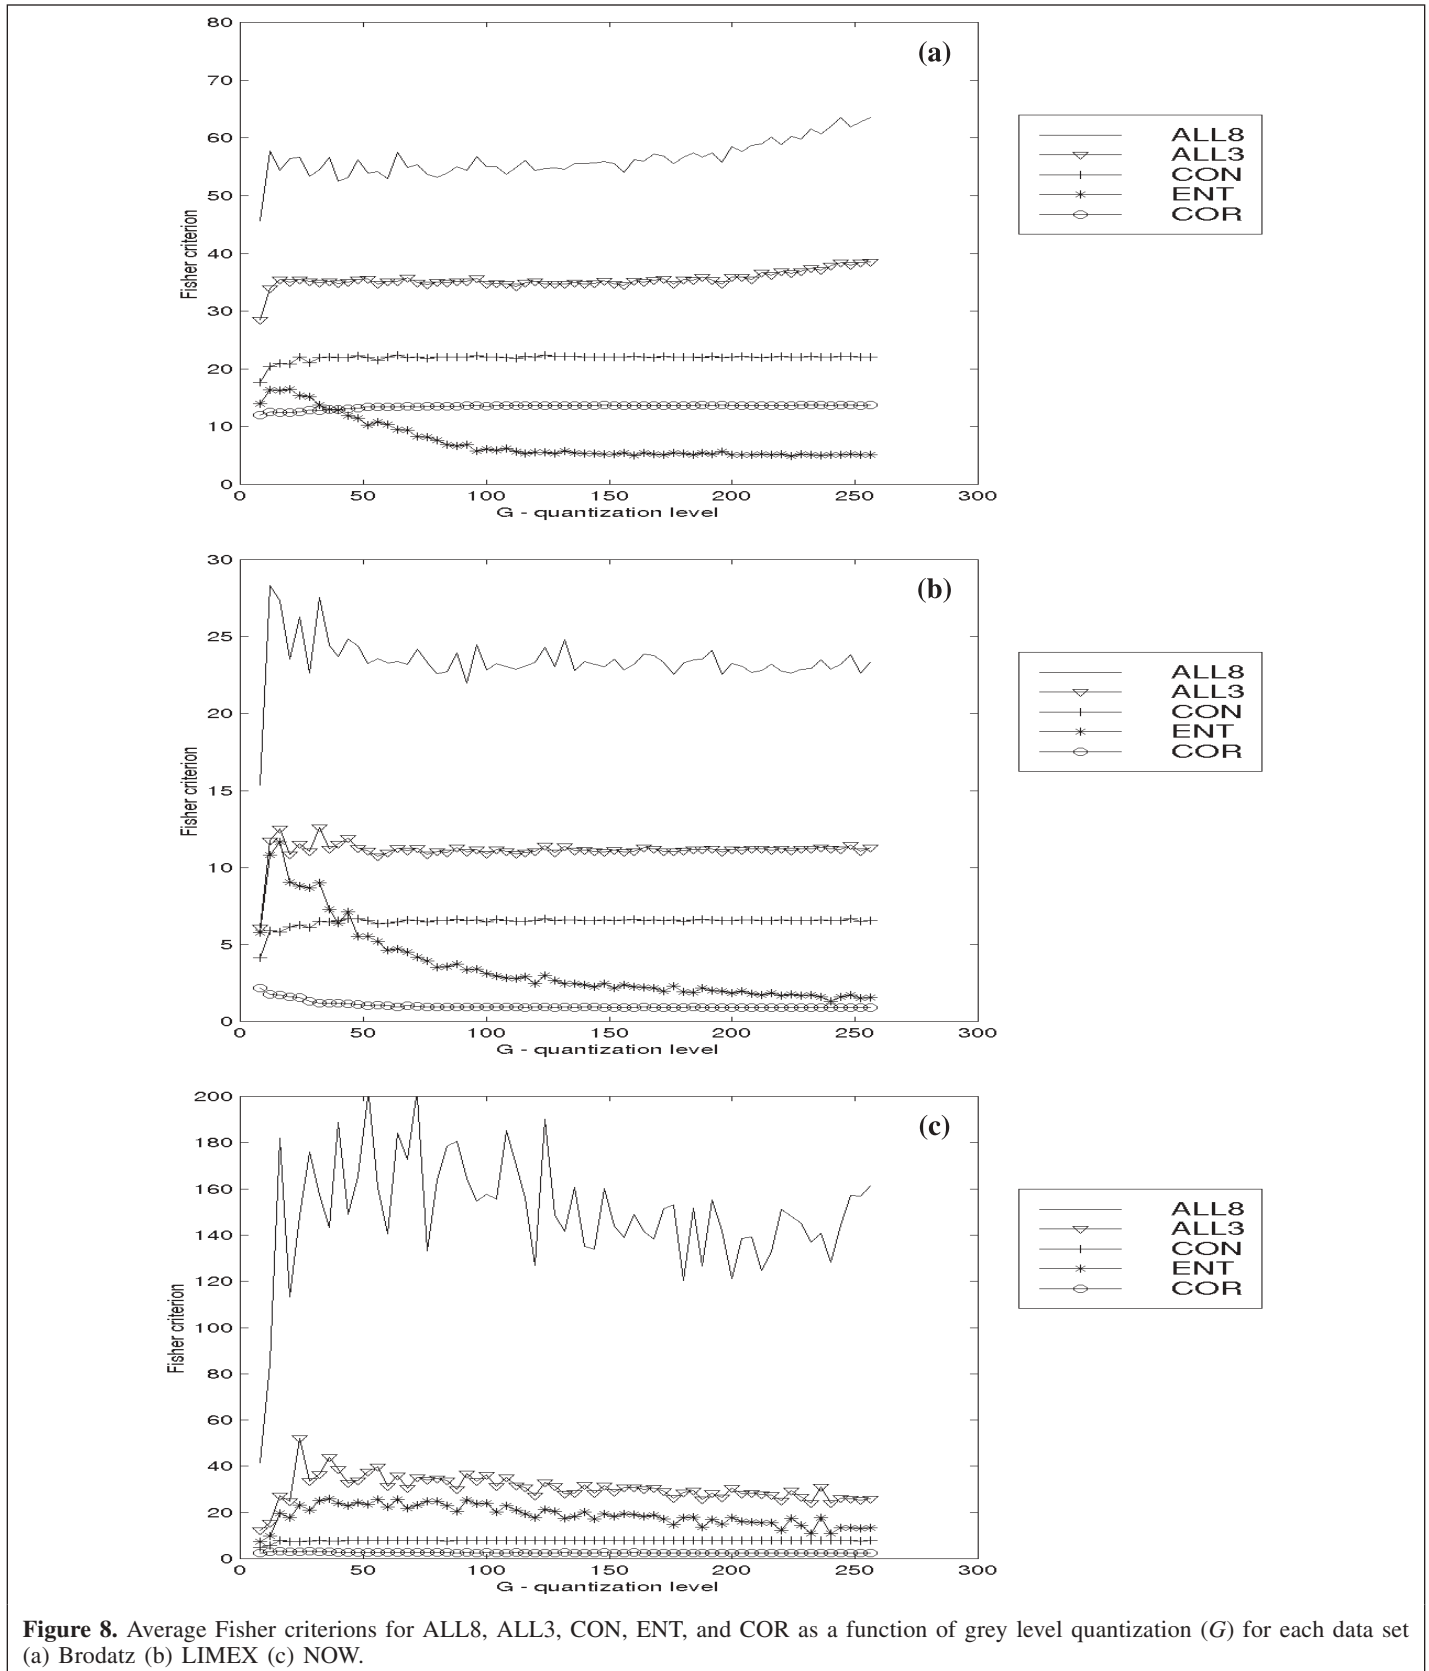 80
70
60
50
40
30
20
10
0
Fisher criterion
0 50 100 150 200 250 300
G - quantization level
(a)
ALL8
ALL3
CON
ENT
COR
30
25
20
15
10
5
0
Fisher criterion
0 50 100 150 200 250 300
G - quantization level
(b)
ALL8
ALL3
CON
ENT
COR
200
180
160
140
120
100
80
60
40
20
0
Fisher criterion
0 50 100 150 200 250 300
G - quantization level
(c)
ALL8
ALL3
CON
ENT
COR
Figure 8. Average Fisher criterions for ALL8, ALL3, CON, ENT, and COR as a function of grey level quantization (G) for each data set
(a) Brodatz (b) LIMEX (c) NOW.